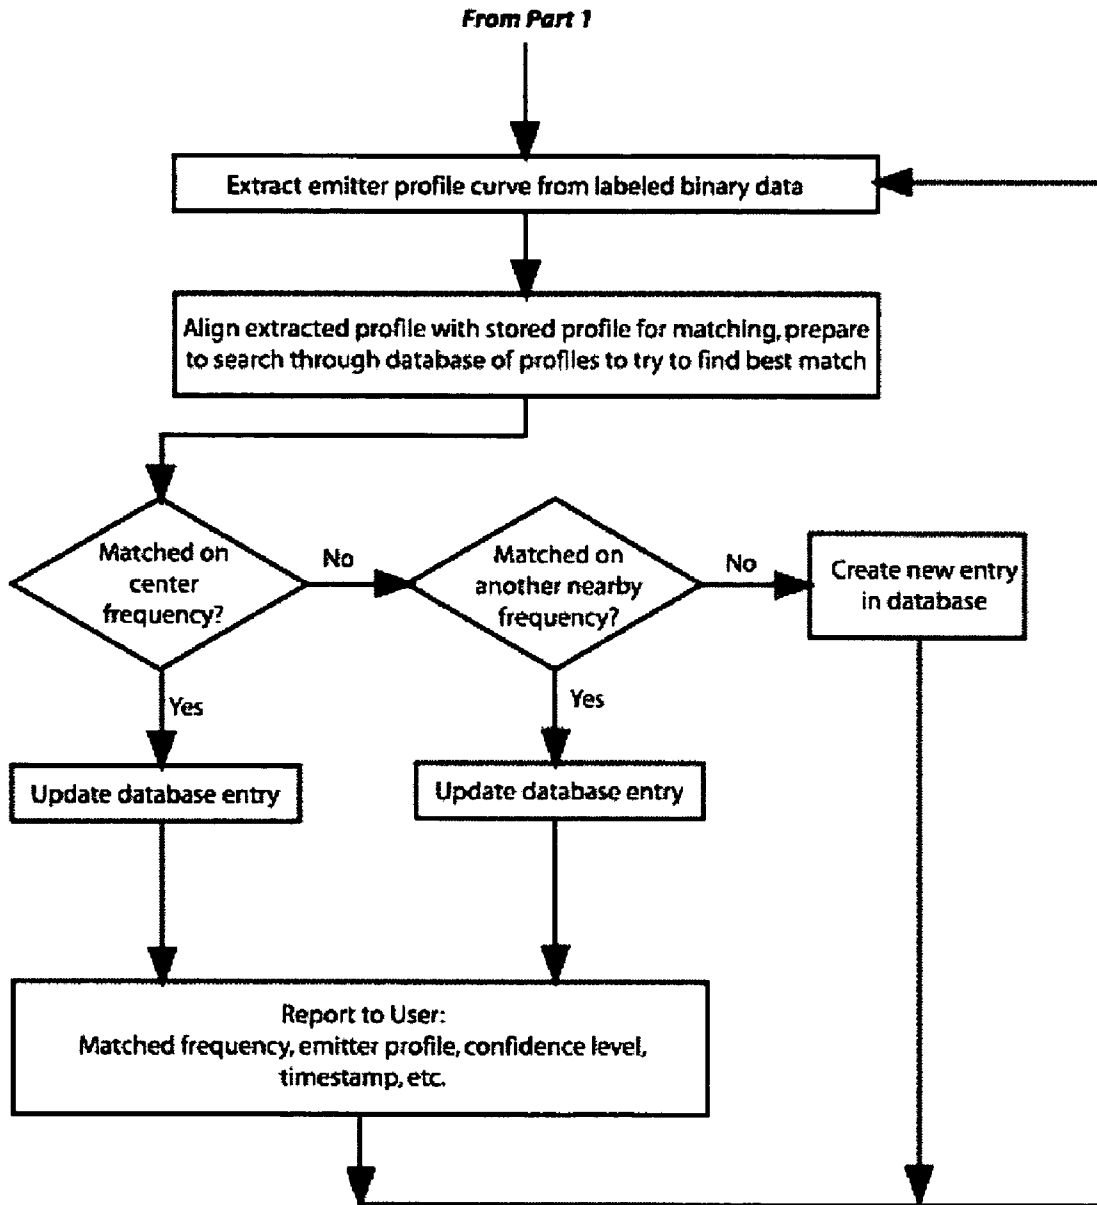 From Part 1
Extract emitter profile curve from labeled binary data
Align extracted profile with stored profile for matching, prepare
to search through database of profiles to try to find best match
Matched on
center
frequency?
No
Matched on
another nearby
frequency?
No
Create new entry
in database
Yes
Yes
Update database entry
Update database entry
Report to User:
Matched frequency, emitter profile, confidence level,
timestamp, etc.